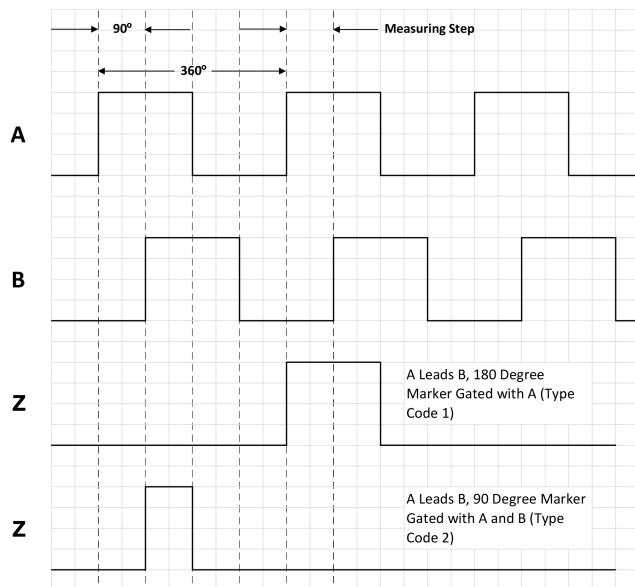 90º
Measuring Step
360º
A
B
Z
A Leads B, 180 Degree
Marker Gated with A (Type
Code 1)
Z
A Leads B, 90 Degree Marker
Gated with A and B (Type
Code 2)